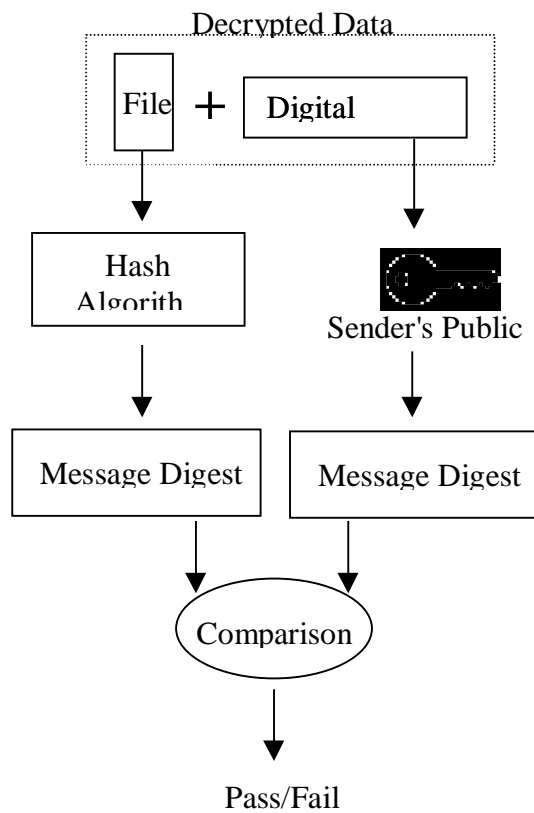 Decrypted Data
File + Digital
Hash
Algorith
Sender's Public
Message Digest Message Digest
Comparison
Pass/Fail